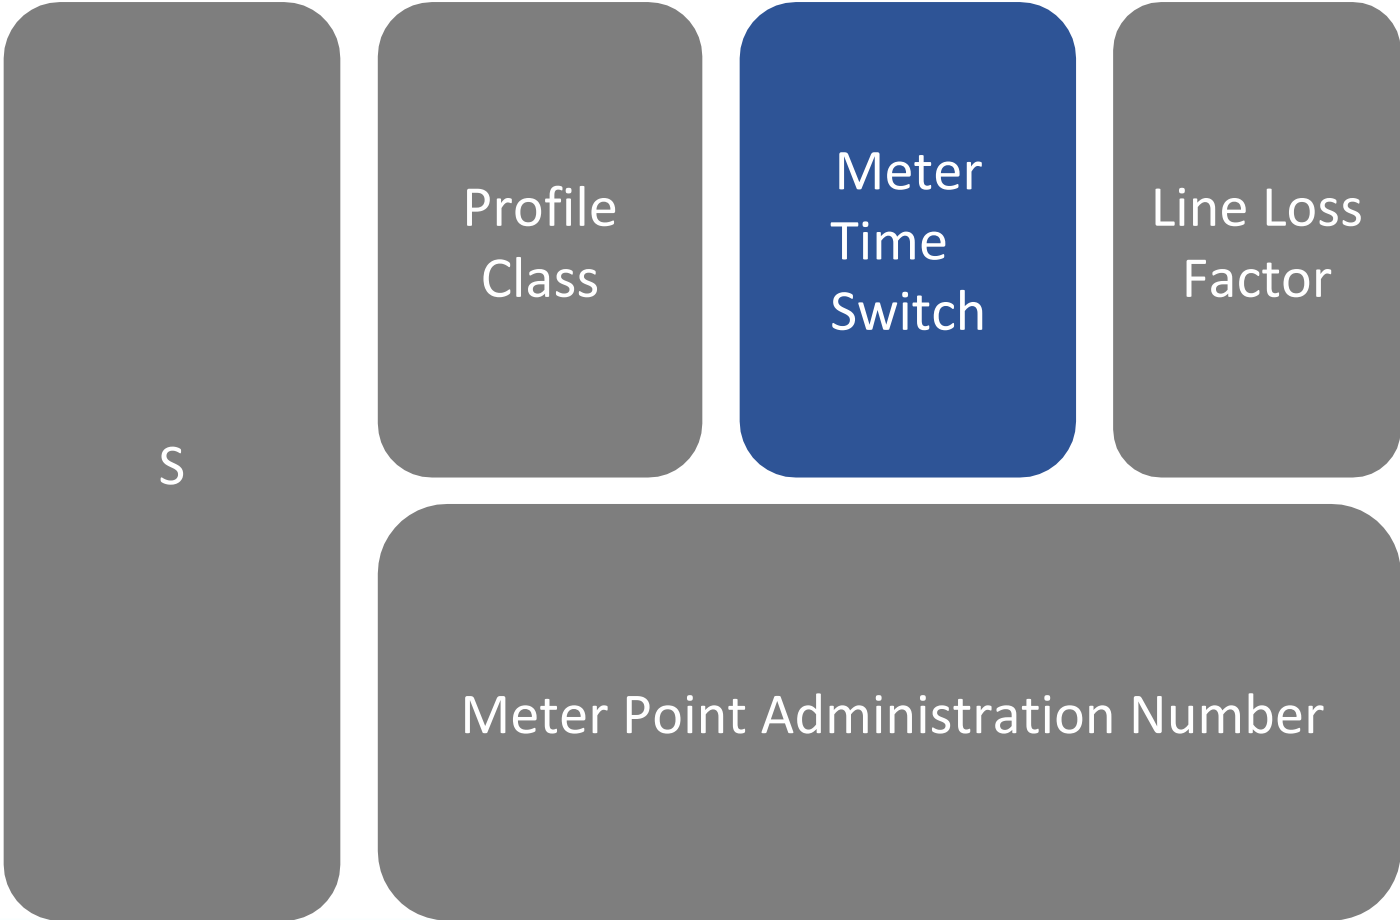 S
Profile
Class
Meter
Time
Switch
Line Loss
Factor
Meter Point Administration Number